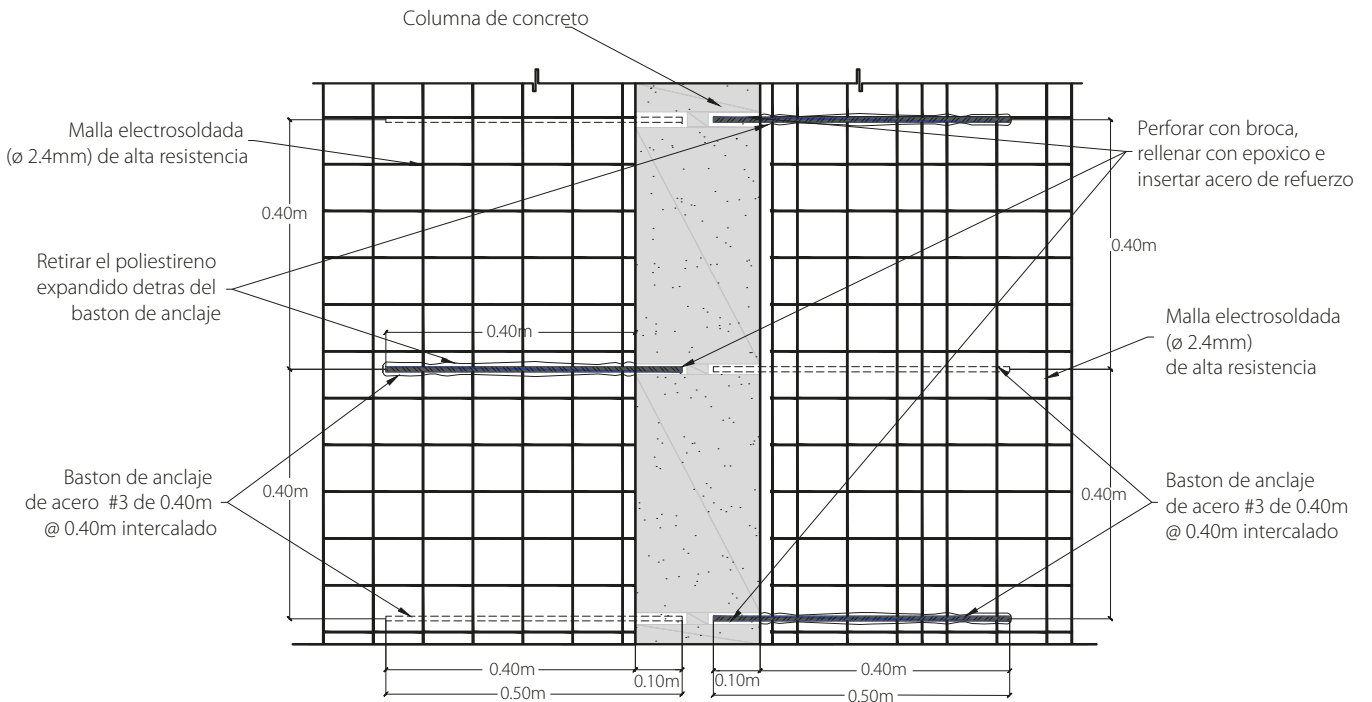 Columna de concreto
Malla electrosoldada
(ø 2.4mm) de alta resistencia
0.40m
Retirar el poliestireno
expandido detras del
baston de anclaje
0.40m
Baston de anclaje
de acero #3 de 0.40m
@ 0.40m intercalado
0.40m
Perforar con broca,
rellenar con epoxico e
insertar acero de refuerzo
0.40m
Malla electrosoldada
(ø 2.4mm)
de alta resistencia
Baston de anclaje
de acero #3 de 0.40m
@ 0.40m intercalado
0.40m
0.40m
0.10m
0.10m
0.40m
0.50m
0.50m